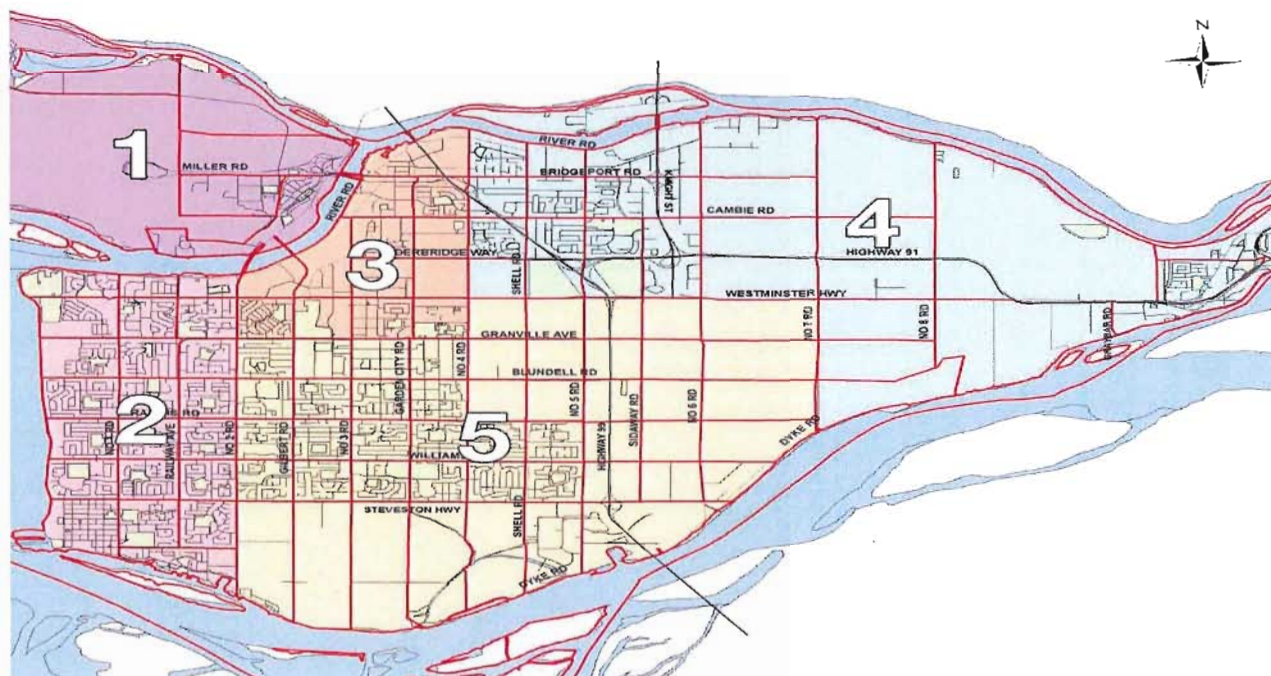 N
1
MILLER RD
RIVER RD
RIVER RD
BRIDGEPORT RD
KNIGHT ST
CAMBIE RD
4
3
DERBRIDGE WAY
SHELL RD
HIGHWAY 91
WESTMINSTER HWY
GRANVILLE AVE
NO 7 RD
NO 8 RD
GRAYBAR RD
GARDEN CITY RD
NO 4 RD
BLUNDELL RD
2
5
NO 1 RD
RAILWAY AVE
NO 2 RD
GILBERT RD
NO 3 RD
NO 5 RD
HIGHWAY 99
SIDAWAY RD
NO 6 RD
DYKE RD
WILLIAM
STEVESTON HWY
SHELL RD
DYKE RD